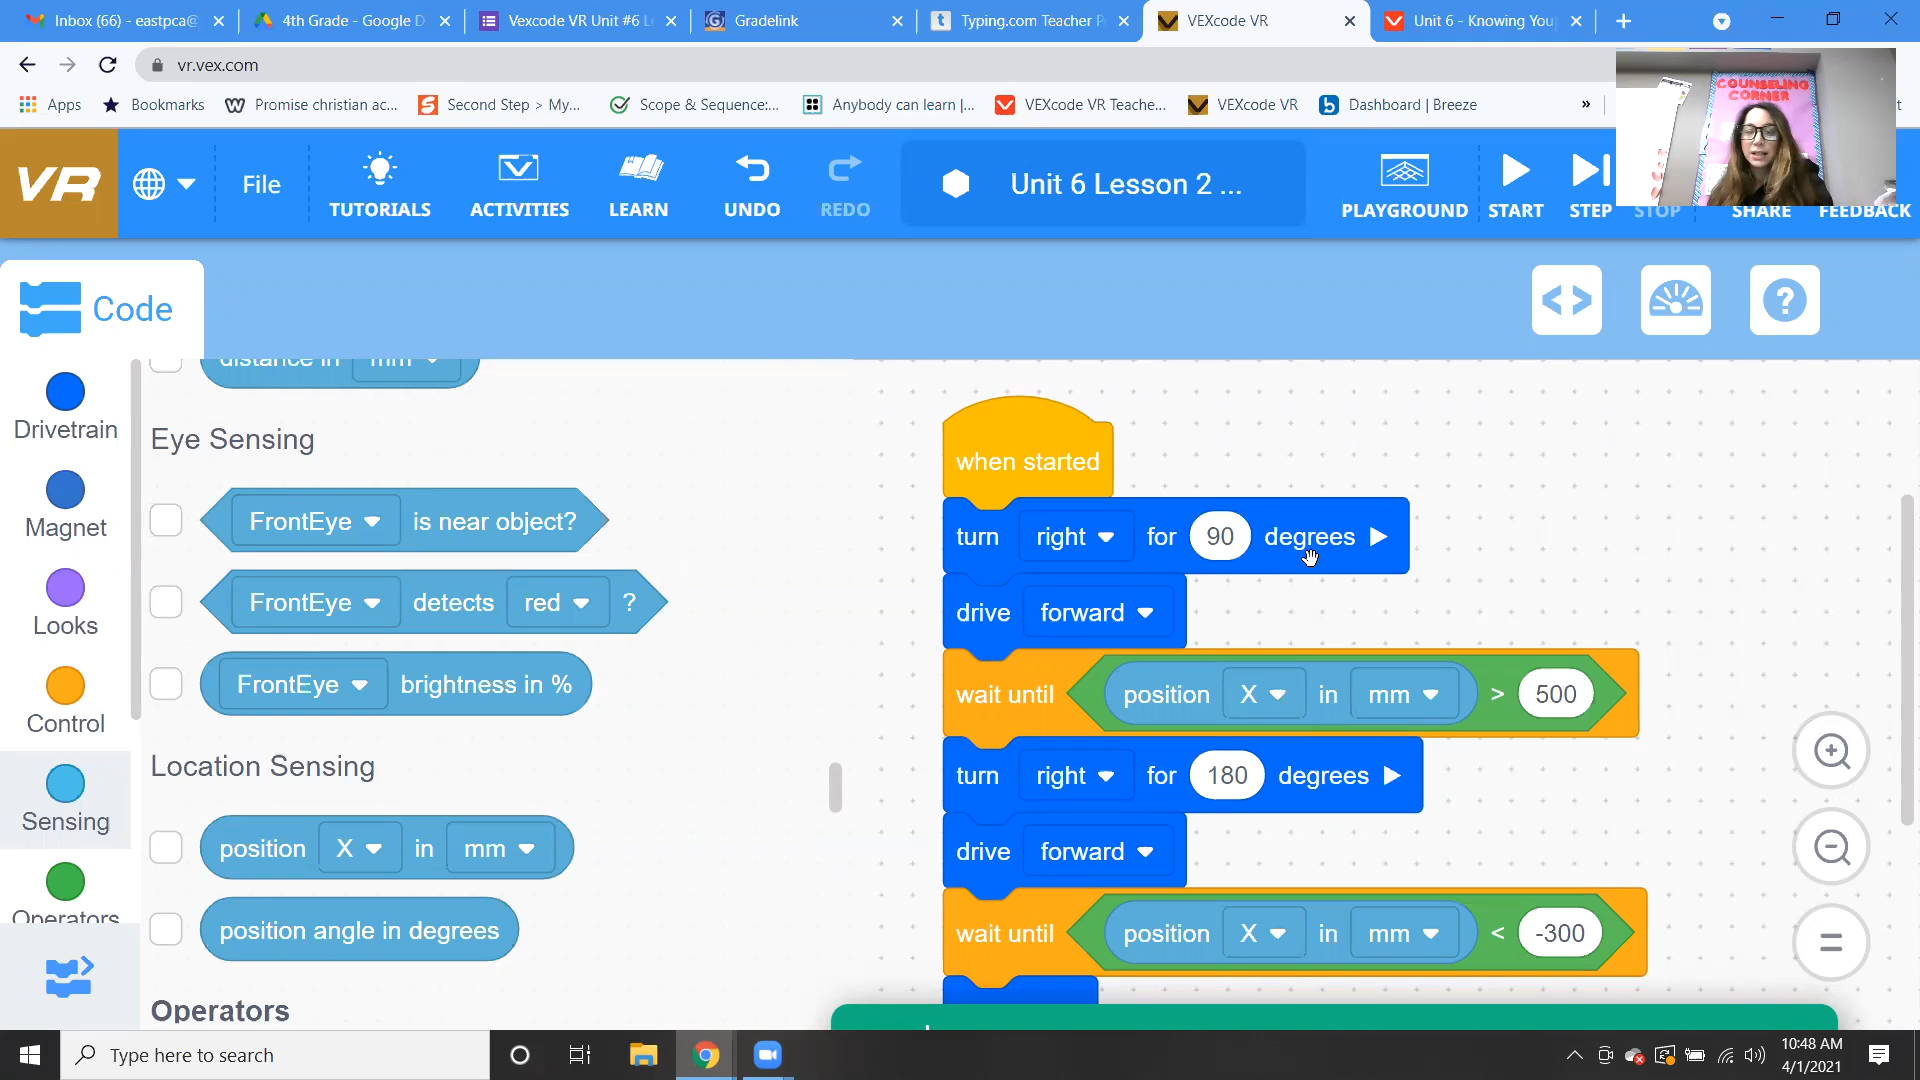 Inbox (66) - eastpca@
4th Grade - Google D
Vexcode VR Unit #6 L
Gradelink
Typing.com Teacher P
VEXcode VR
Unit 6 - Knowing You
vr.vex.com
Apps
Bookmarks
Promise christian ac...
Second Step > My...
Scope & Sequence:...
Anybody can learn |...
VEXcode VR Teache...
VEXcode VR
Dashboard | Breeze
»
COUNSELING
CORNER
VR
File
TUTORIALS
ACTIVITIES
LEARN
UNDO
REDO
Unit 6 Lesson 2 ...
PLAYGROUND
START
STEP
STOP
SHARE
FEEDBACK
Code
Drivetrain
Magnet
Looks
Control
Sensing
Operators
distance in mm
Eye Sensing
FrontEye is near object?
FrontEye detects red ?
FrontEye brightness in %
Location Sensing
position X in mm
position angle in degrees
Operators
when started
turn right for 90 degrees
drive forward
wait until position X in mm > 500
turn right for 180 degrees
drive forward
wait until position X in mm < -300
Type here to search
10:48 AM
4/1/2021